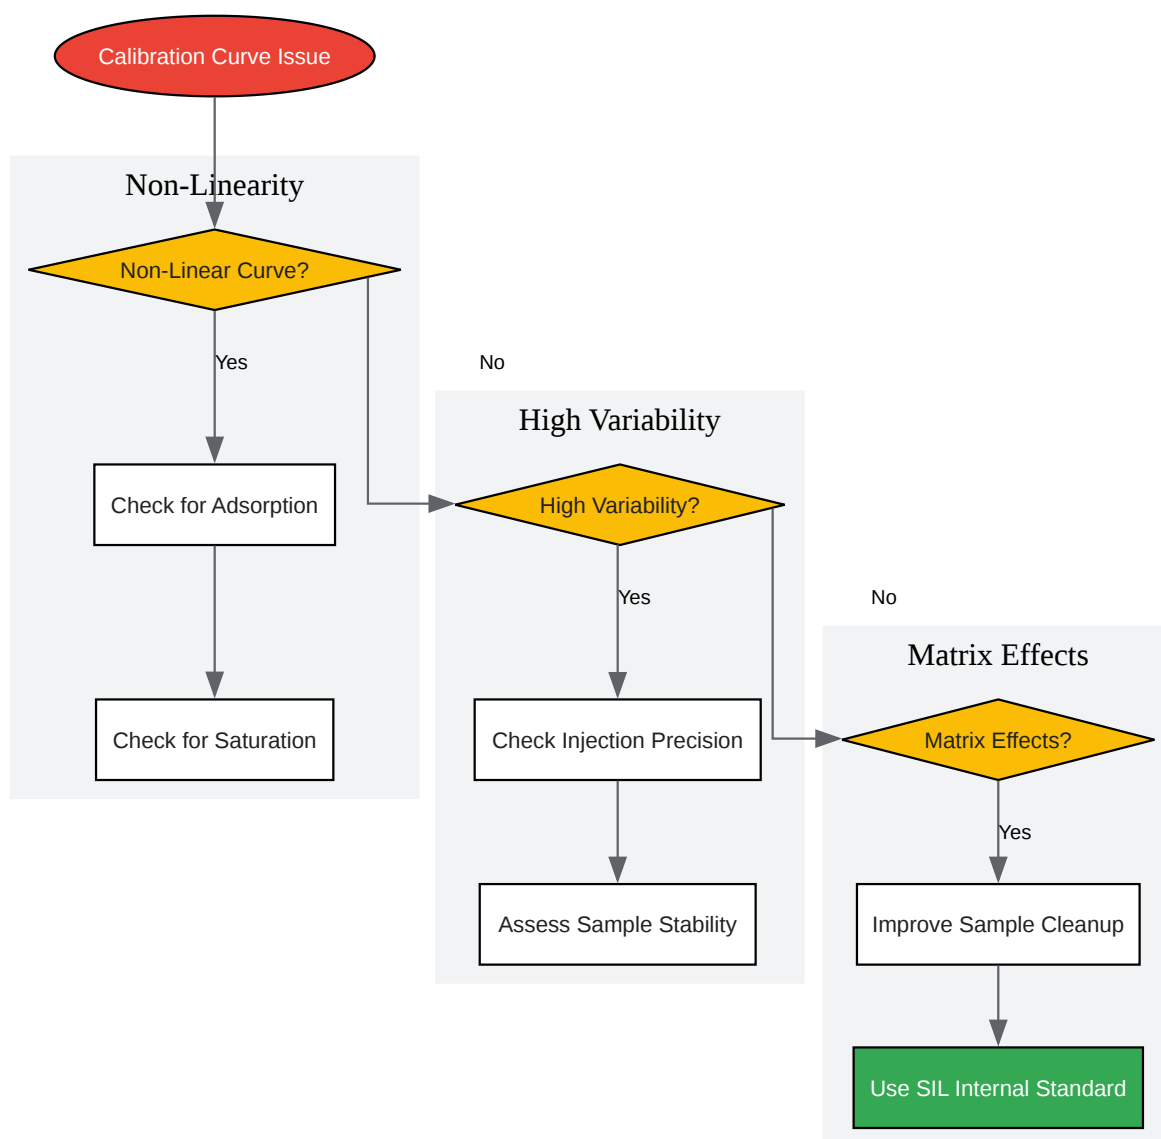 Calibration Curve Issue
Non-Linearity
Non-Linear Curve?
Yes
No
Check for Adsorption
Check for Saturation
High Variability
High Variability?
Yes
No
Check Injection Precision
Assess Sample Stability
Matrix Effects
Matrix Effects?
Yes
Improve Sample Cleanup
Use SIL Internal Standard